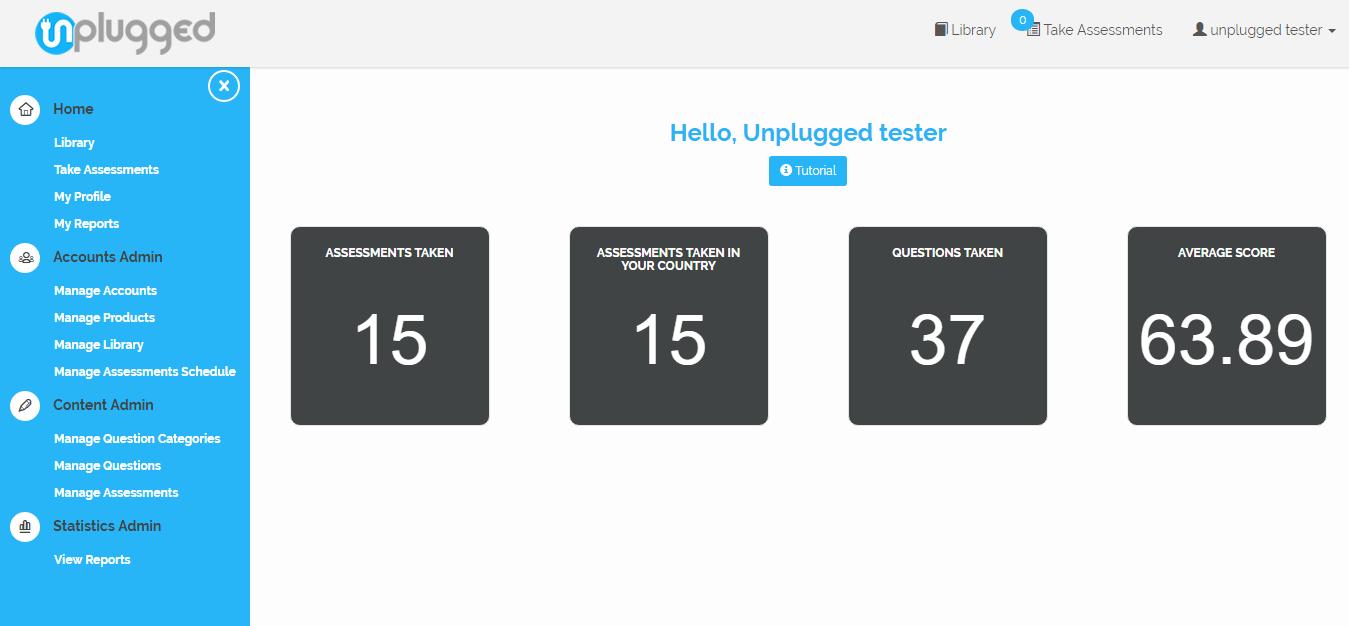 unplugged
Library
0
Take Assessments
unplugged tester
Home
Library
Take Assessments
My Profile
My Reports
Accounts Admin
Manage Accounts
Manage Products
Manage Library
Manage Assessments Schedule
Content Admin
Manage Question Categories
Manage Questions
Manage Assessments
Statistics Admin
View Reports
Hello, Unplugged tester
Tutorial
ASSESSMENTS TAKEN
15
ASSESSMENTS TAKEN IN
YOUR COUNTRY
15
QUESTIONS TAKEN
37
AVERAGE SCORE
63.89